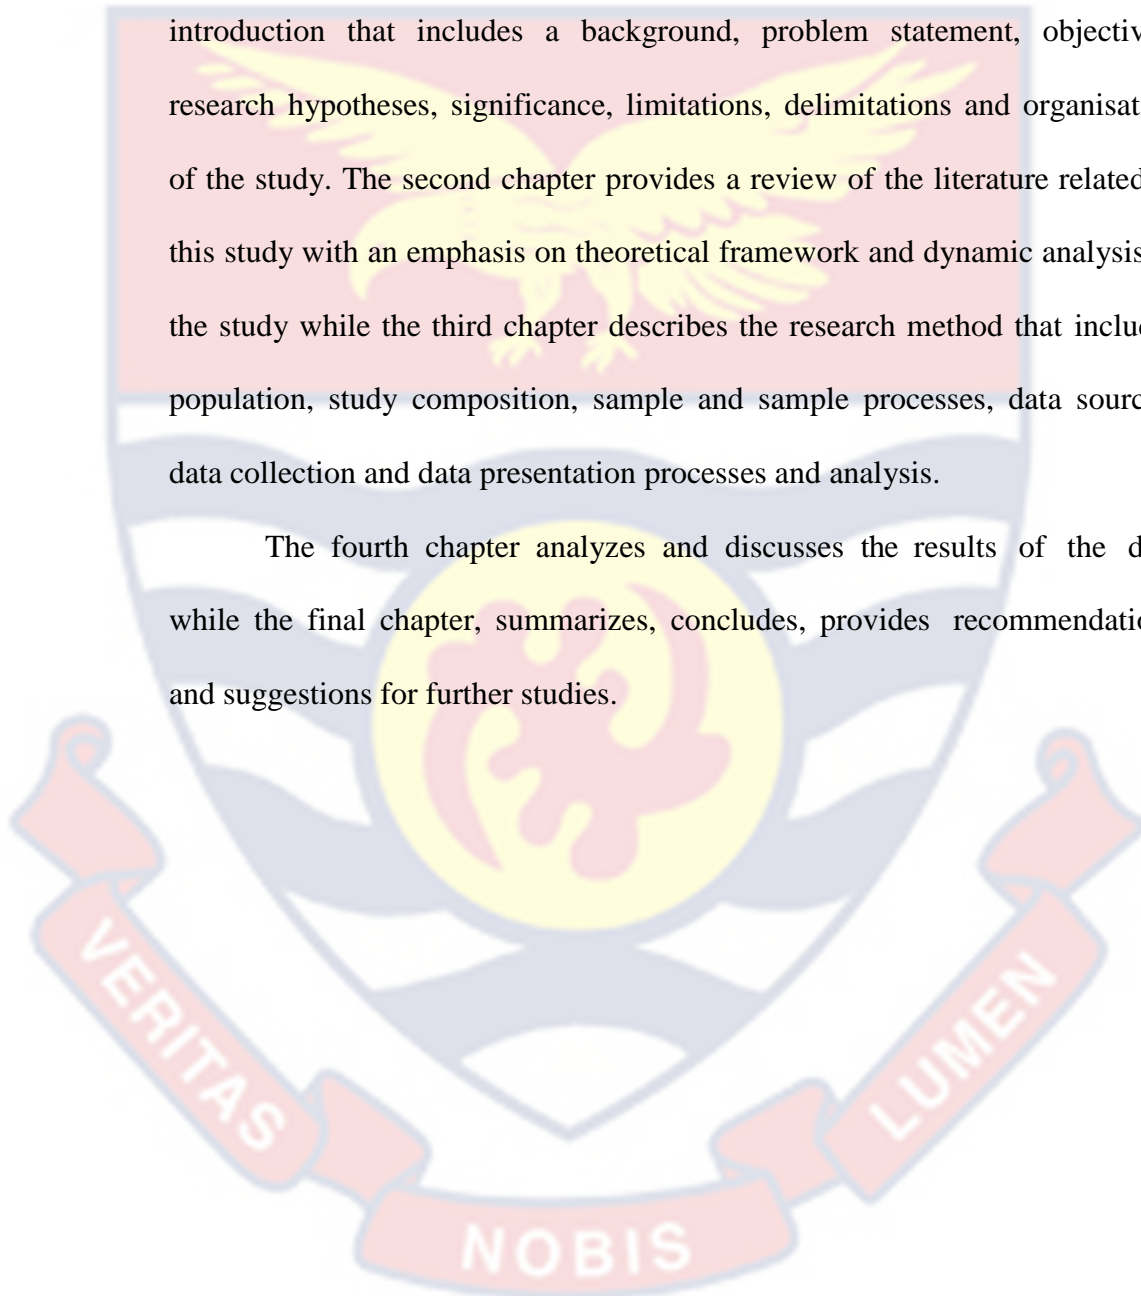 introduction that includes a background, problem statement, objectiv
research hypotheses, significance, limitations, delimitations and organisati
of the study. The second chapter provides a review of the literature related
this study with an emphasis on theoretical framework and dynamic analysis
the study while the third chapter describes the research method that includ
population, study composition, sample and sample processes, data sourc
data collection and data presentation processes and analysis.
The fourth chapter analyzes and discusses the results of the d
while the final chapter, summarizes, concludes, provides recommendatio
and suggestions for further studies.
VERITAS
NOBIS
LUMEN